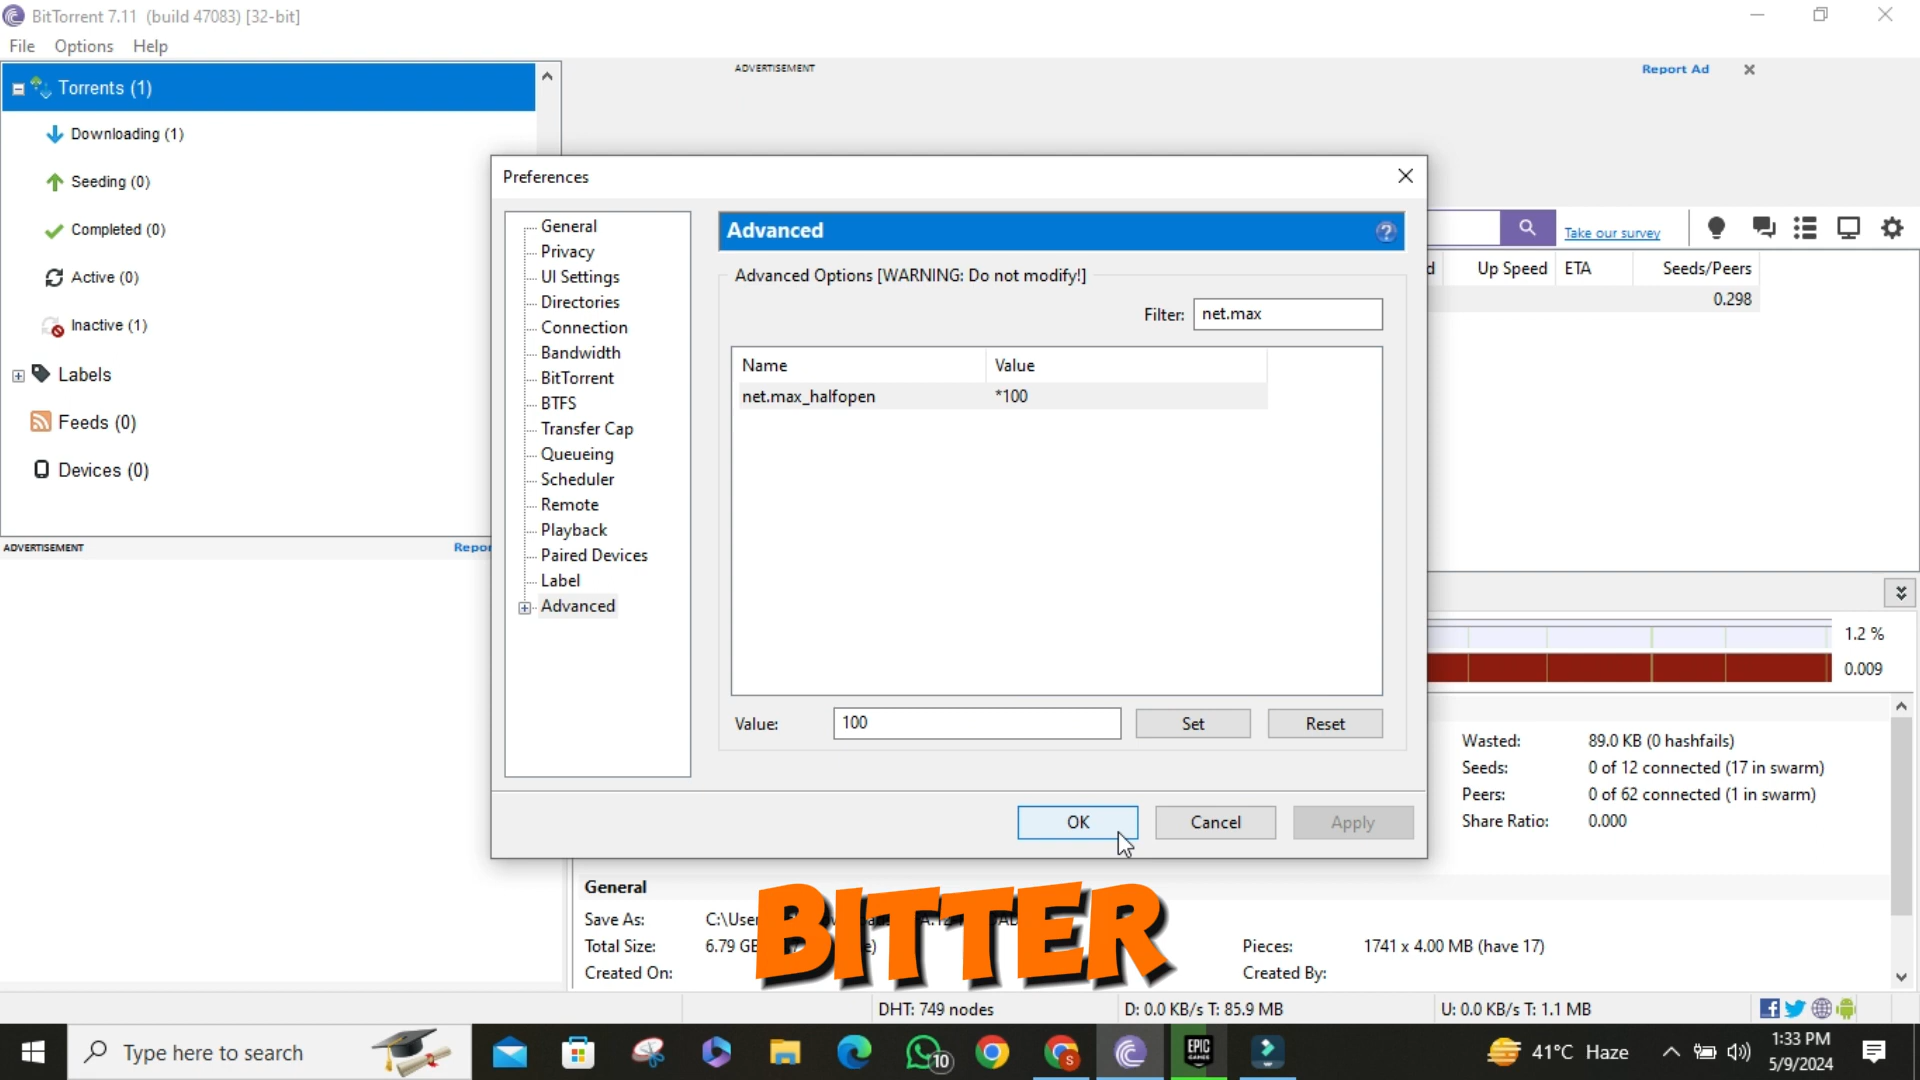 BitTorrent 7.11 (build 47083) [32-bit]
File Options Help
Torrents (1)
Downloading (1)
Seeding (0)
Completed (0)
Active (0)
Inactive (1)
Labels
Feeds (0)
Devices (0)
ADVERTISEMENT
ADVERTISEMENT
Report Ad
Take our survey
Up Speed ETA Seeds/Peers
0.298
Preferences
General
Privacy
UI Settings
Directories
Connection
Bandwidth
BitTorrent
BTFS
Transfer Cap
Queueing
Scheduler
Remote
Playback
Paired Devices
Label
Advanced
Advanced
Advanced Options [WARNING: Do not modify!]
Filter: net.max
Name Value
net.max_halfopen *100
Value: 100 Set Reset
OK Cancel Apply
1.2 %
0.009
Wasted: 89.0 KB (0 hashfails)
Seeds: 0 of 12 connected (17 in swarm)
Peers: 0 of 62 connected (1 in swarm)
Share Ratio: 0.000
General
Save As:
Total Size: 6.79 GB
Created On:
Pieces: 1741 x 4.00 MB (have 17)
Created By:
BITTER
DHT: 749 nodes D: 0.0 KB/s T: 85.9 MB U: 0.0 KB/s T: 1.1 MB
Type here to search
10
S
EPIC
GAMES
41°C Haze
1:33 PM
5/9/2024